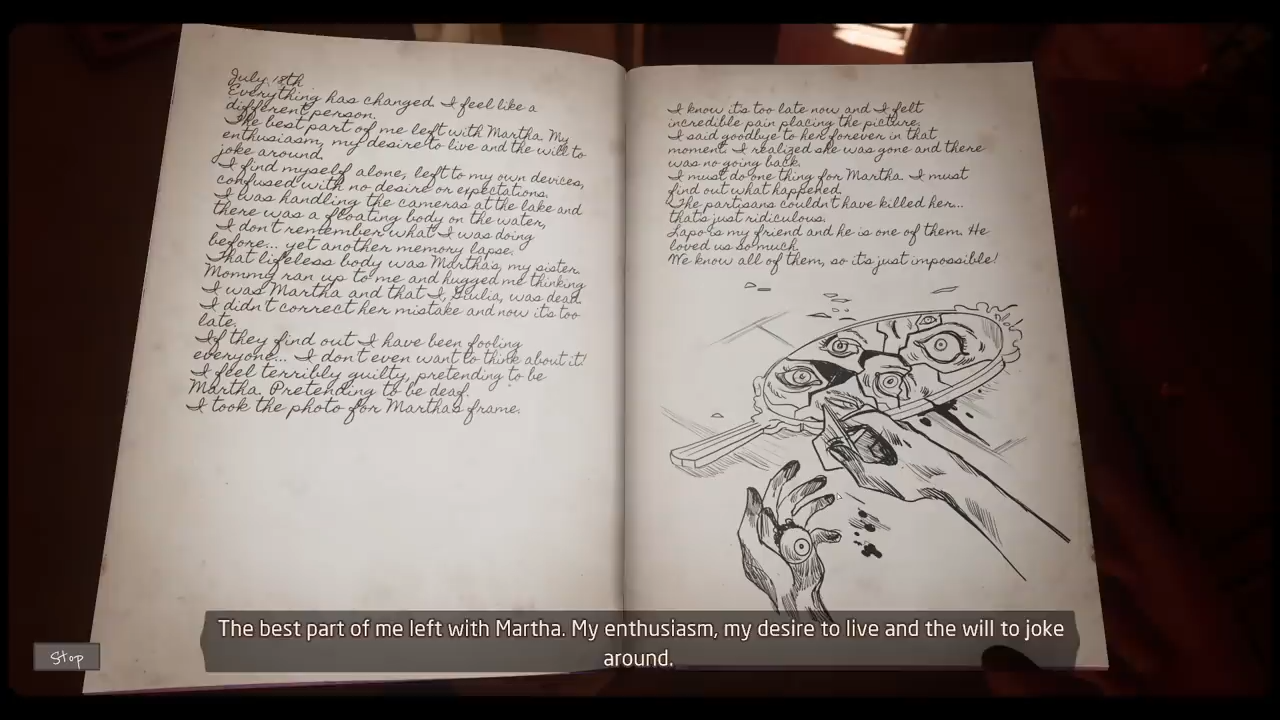 July 18th
Everything has changed. I feel like a
different person.
The best part of me left with Martha. My
enthusiasm, my desire to live and the will to
joke around.
I find myself alone, left to my own devices,
confused with no desire or expectations.
I was handling the cameras at the lake and
there was a floating body on the water,
I don't remember what I was doing
before... yet another memory lapse.
That lifeless body was Martha's, my sister.
Mommy ran up to me and hugged me thinking
I was Martha and that I, Giulia, was dead.
I didn't correct her mistake and now it's too
late.
If they find out I have been fooling
everyone... I don't even want to think about it!
I feel terribly guilty, pretending to be
Martha. Pretending to be deaf.
I took the photo for Martha's frame.
I know it's too late now and I felt
incredible pain placing the picture.
I said goodbye to her forever in that
moment. I realized she was gone and there
was no going back.
I must do one thing for Martha. I must
find out what happened.
The partisans couldn't have killed her...
that's just ridiculous.
Lapo is my friend and he is one of them. He
loved us so much.
We know all of them, so it's just impossible!
The best part of me left with Martha. My enthusiasm, my desire to live and the will to joke
around.
Stop